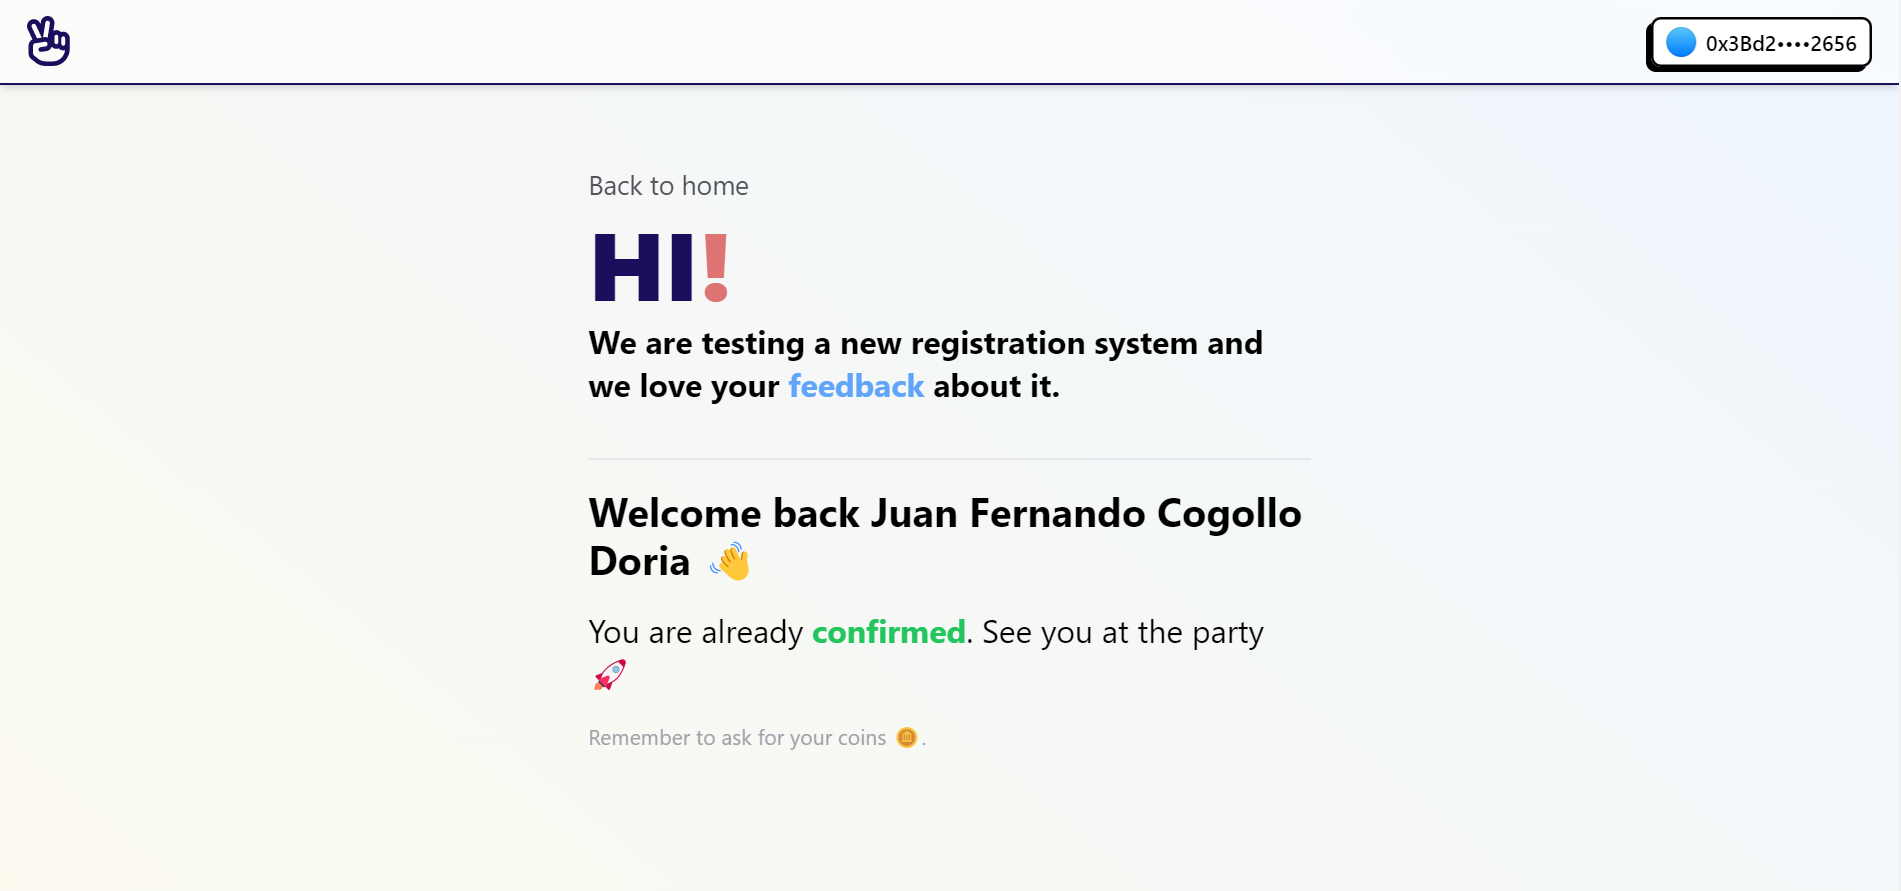 0x3Bd2••••2656
Back to home
HI!
We are testing a new registration system and
we love your feedback about it.
Welcome back Juan Fernando Cogollo
Doria 👋
You are already confirmed. See you at the party
🚀
Remember to ask for your coins 🪙.